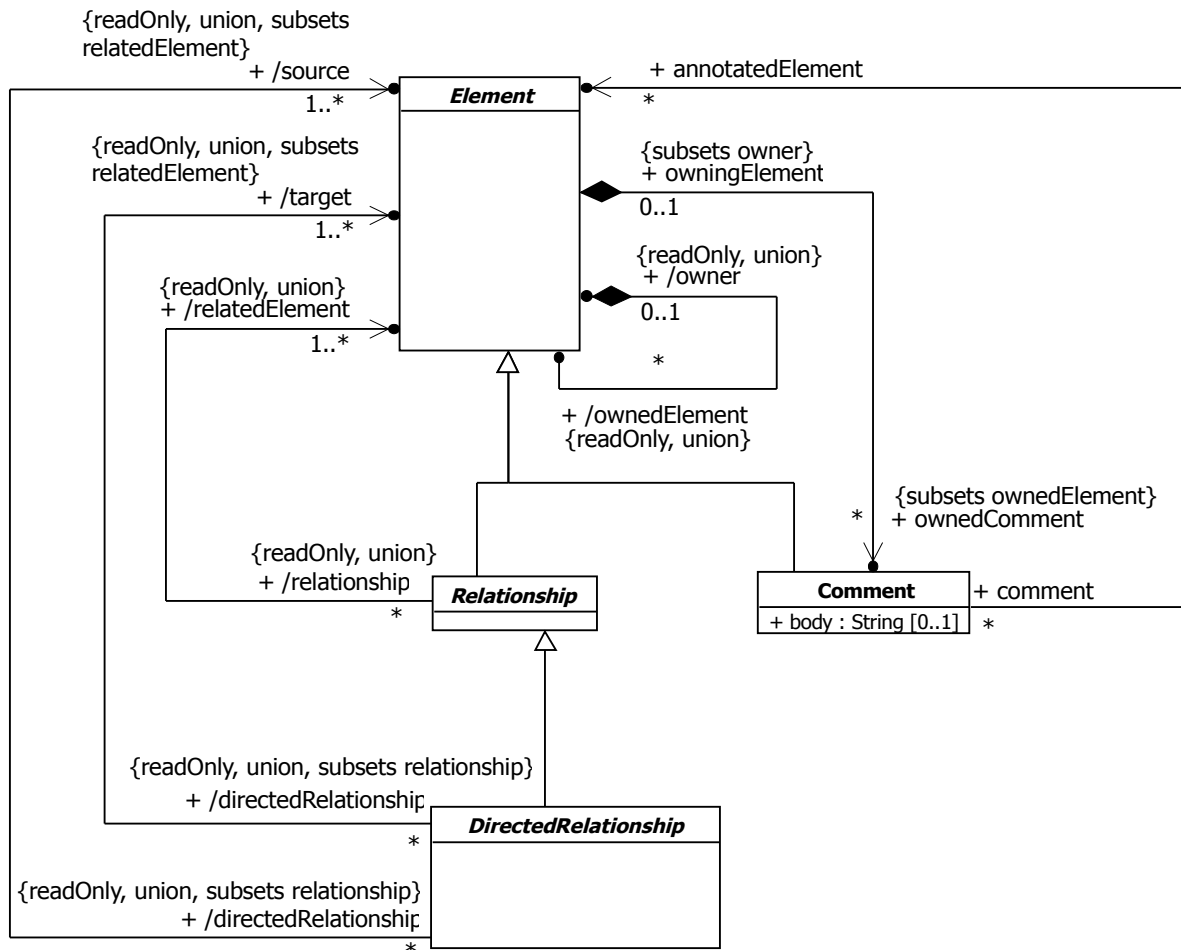 {readOnly, union, subsets
relatedElement}
+ /source
1..*
Element
+ annotatedElement
*
{readOnly, union, subsets
relatedElement}
+ /target
1..*
{subsets owner}
+ owningElement
0..1
{readOnly, union}
+ /owner
0..1
{readOnly, union}
+ /relatedElement
1..*
*
+ /ownedElement
{readOnly, union}
{subsets ownedElement}
* + ownedComment
{readOnly, union}
+ /relationship
*
Relationship
Comment
+ body : String [0..1]
+ comment
*
{readOnly, union, subsets relationship}
+ /directedRelationship
*
DirectedRelationship
{readOnly, union, subsets relationship}
+ /directedRelationship
*